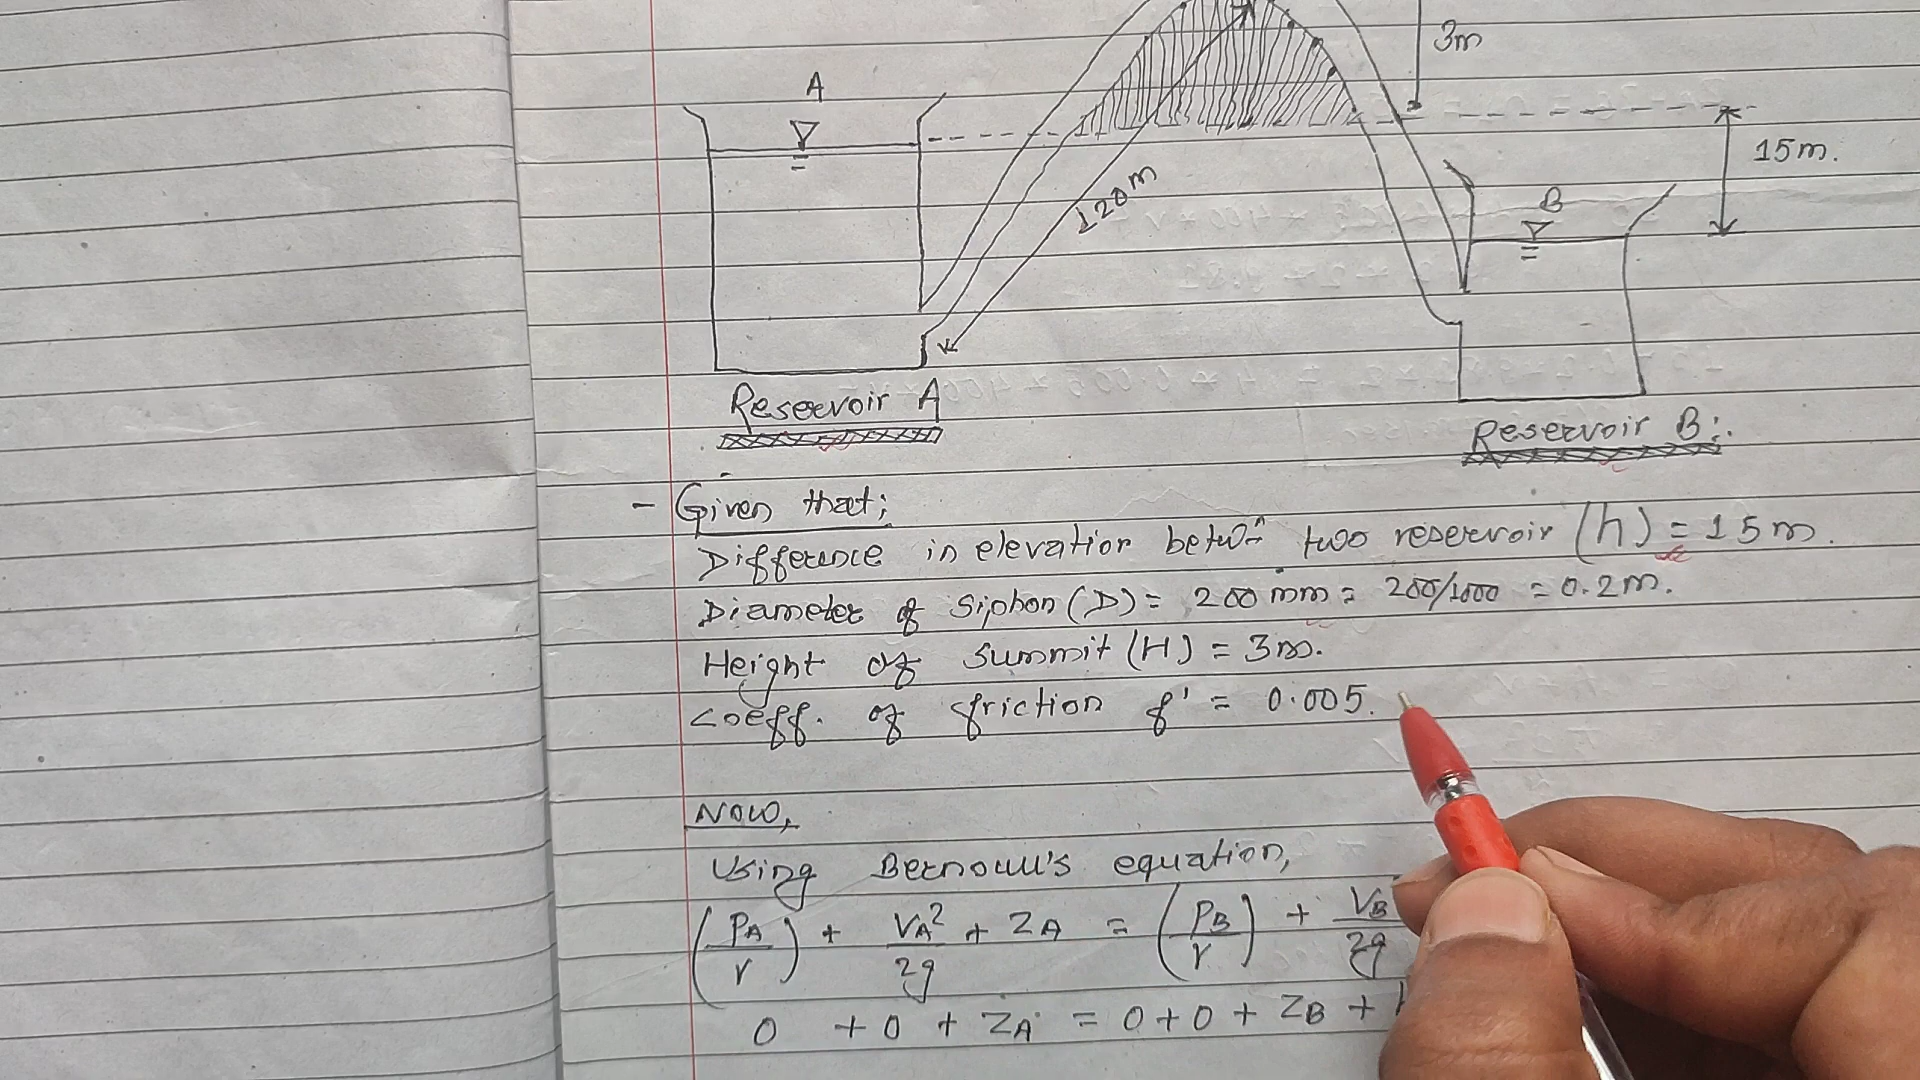 3m
A
15m.
120m
B
Reservoir A
Reservoir B:.
- Given that;
Difference in elevation betwⁿ two reservoir (h) = 15m.
Diameter of siphon (D) = 200 mm = 200/1000 = 0.2m.
Height of summit (H) = 3m.
Coeff. of friction f' = 0.005.
Now,
Using Bernoulli's equation,
(PA/r) + VA²/2g + ZA = (PB/r) + VB/2g
0 + 0 + ZA = 0 + 0 + ZB +